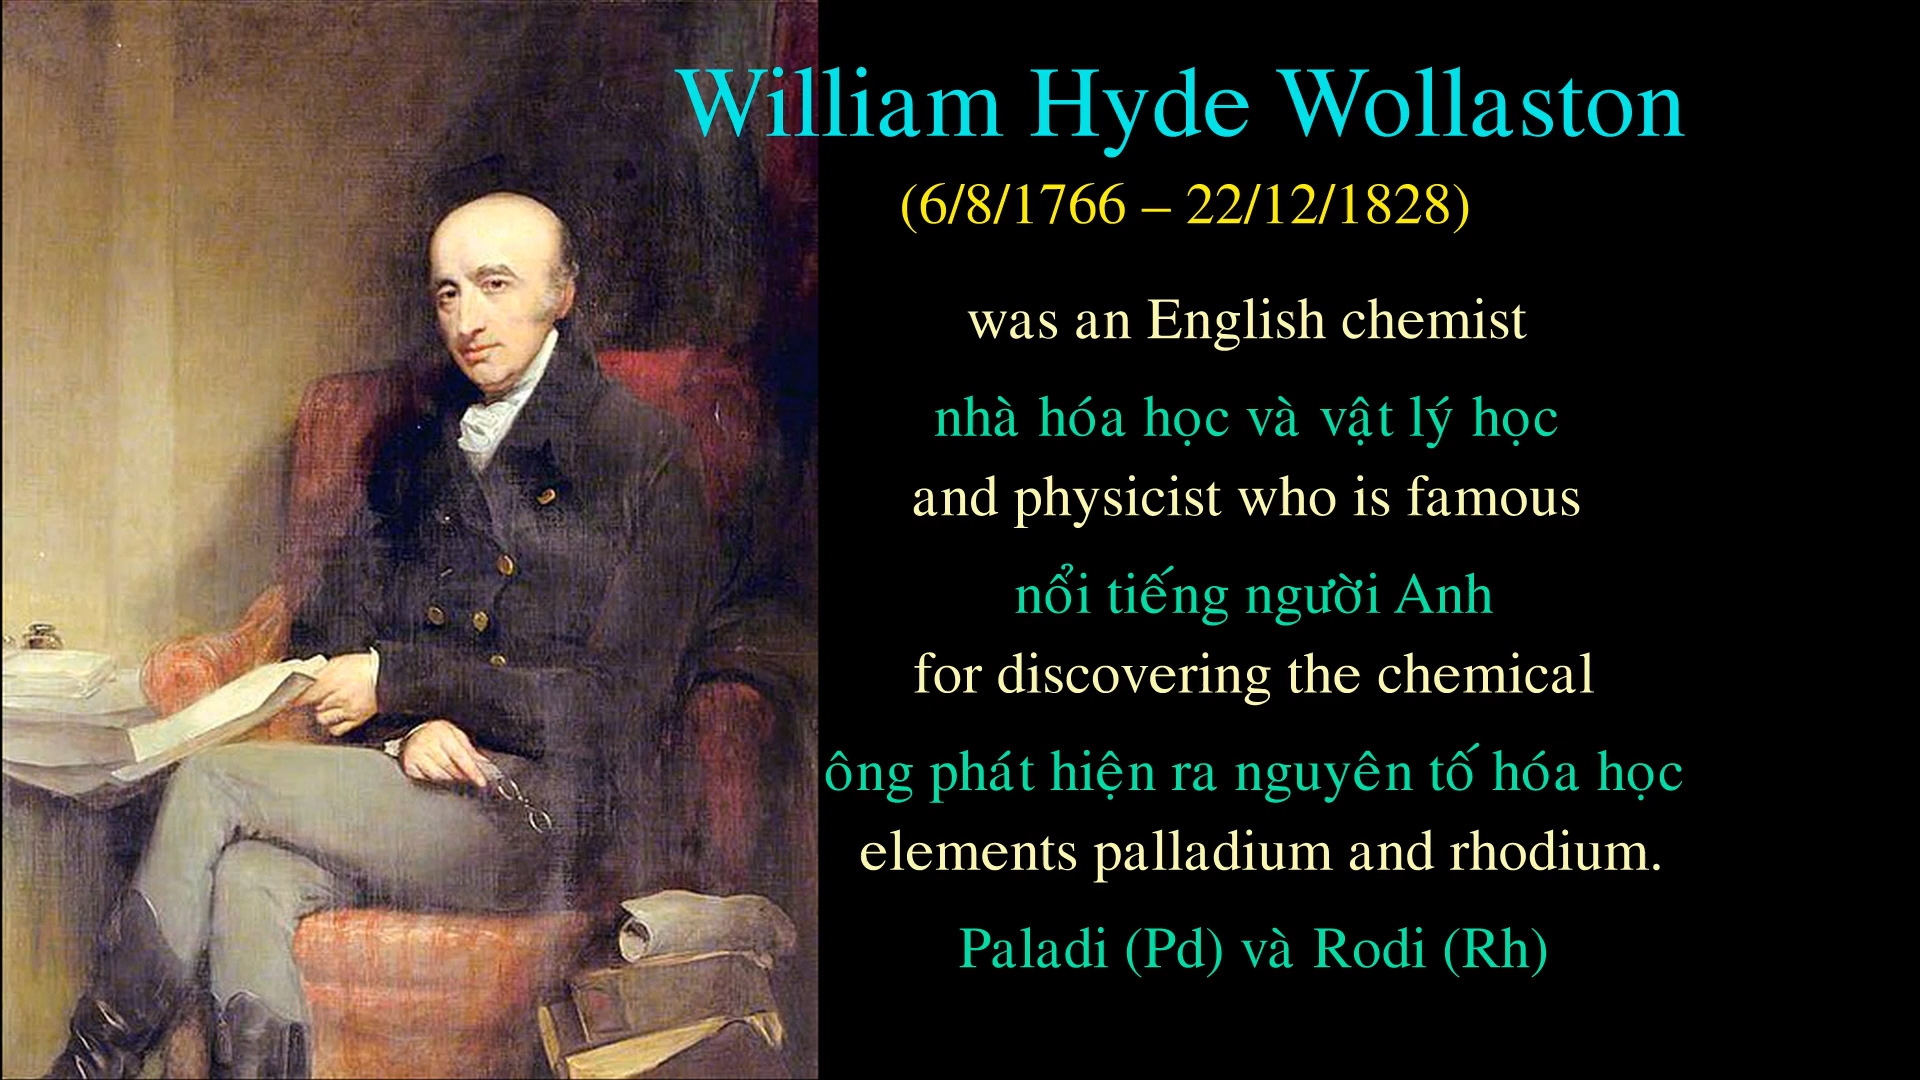 William Hyde Wollaston
(6/8/1766 – 22/12/1828)
was an English chemist
nhà hóa học và vật lý học
and physicist who is famous
nổi tiếng người Anh
for discovering the chemical
ông phát hiện ra nguyên tố hóa học
elements palladium and rhodium.
Paladi (Pd) và Rodi (Rh)